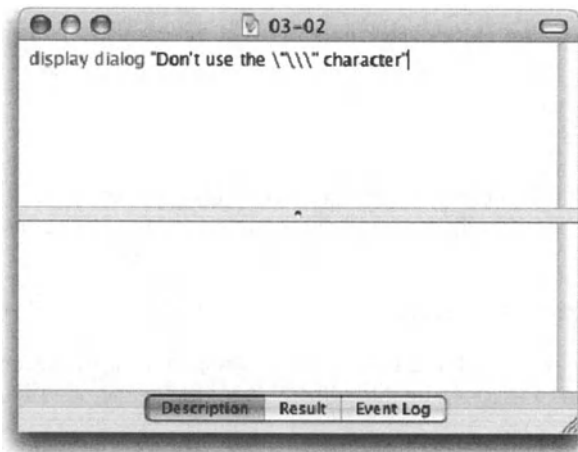 03-02
display dialog "Don't use the \"\\\" character"
Description Result Event Log